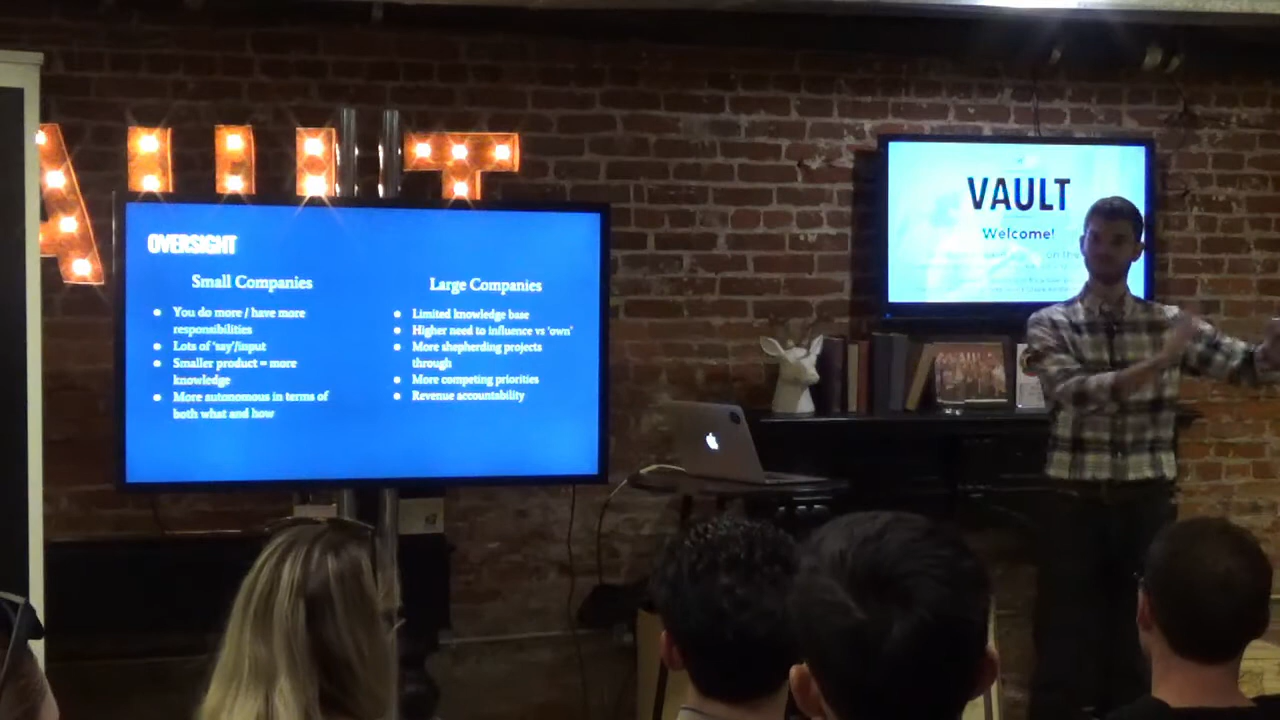 OVERSIGHT
Small Companies
● You do more / have more
responsibilities
● Lots of 'say'/input
● Smaller product = more
knowledge
● More autonomous in terms of
both what and how
Large Companies
● Limited knowledge base
● Higher need to influence vs 'own'
● More shepherding projects
through
● More competing priorities
● Revenue accountability
VAULT
Welcome!
on the